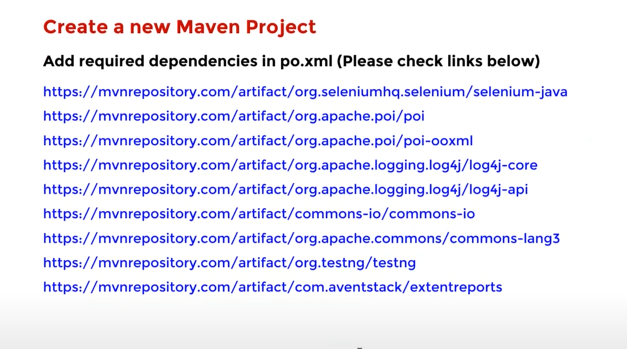 Create a new Maven Project
Add required dependencies in po.xml (Please check links below)
https://mvnrepository.com/artifact/org.seleniumhq.selenium/selenium-java
https://mvnrepository.com/artifact/org.apache.poi/poi
https://mvnrepository.com/artifact/org.apache.poi/poi-ooxml
https://mvnrepository.com/artifact/org.apache.logging.log4j/log4j-core
https://mvnrepository.com/artifact/org.apache.logging.log4j/log4j-api
https://mvnrepository.com/artifact/commons-io/commons-io
https://mvnrepository.com/artifact/org.apache.commons/commons-lang3
https://mvnrepository.com/artifact/org.testng/testng
https://mvnrepository.com/artifact/com.aventstack/extentreports